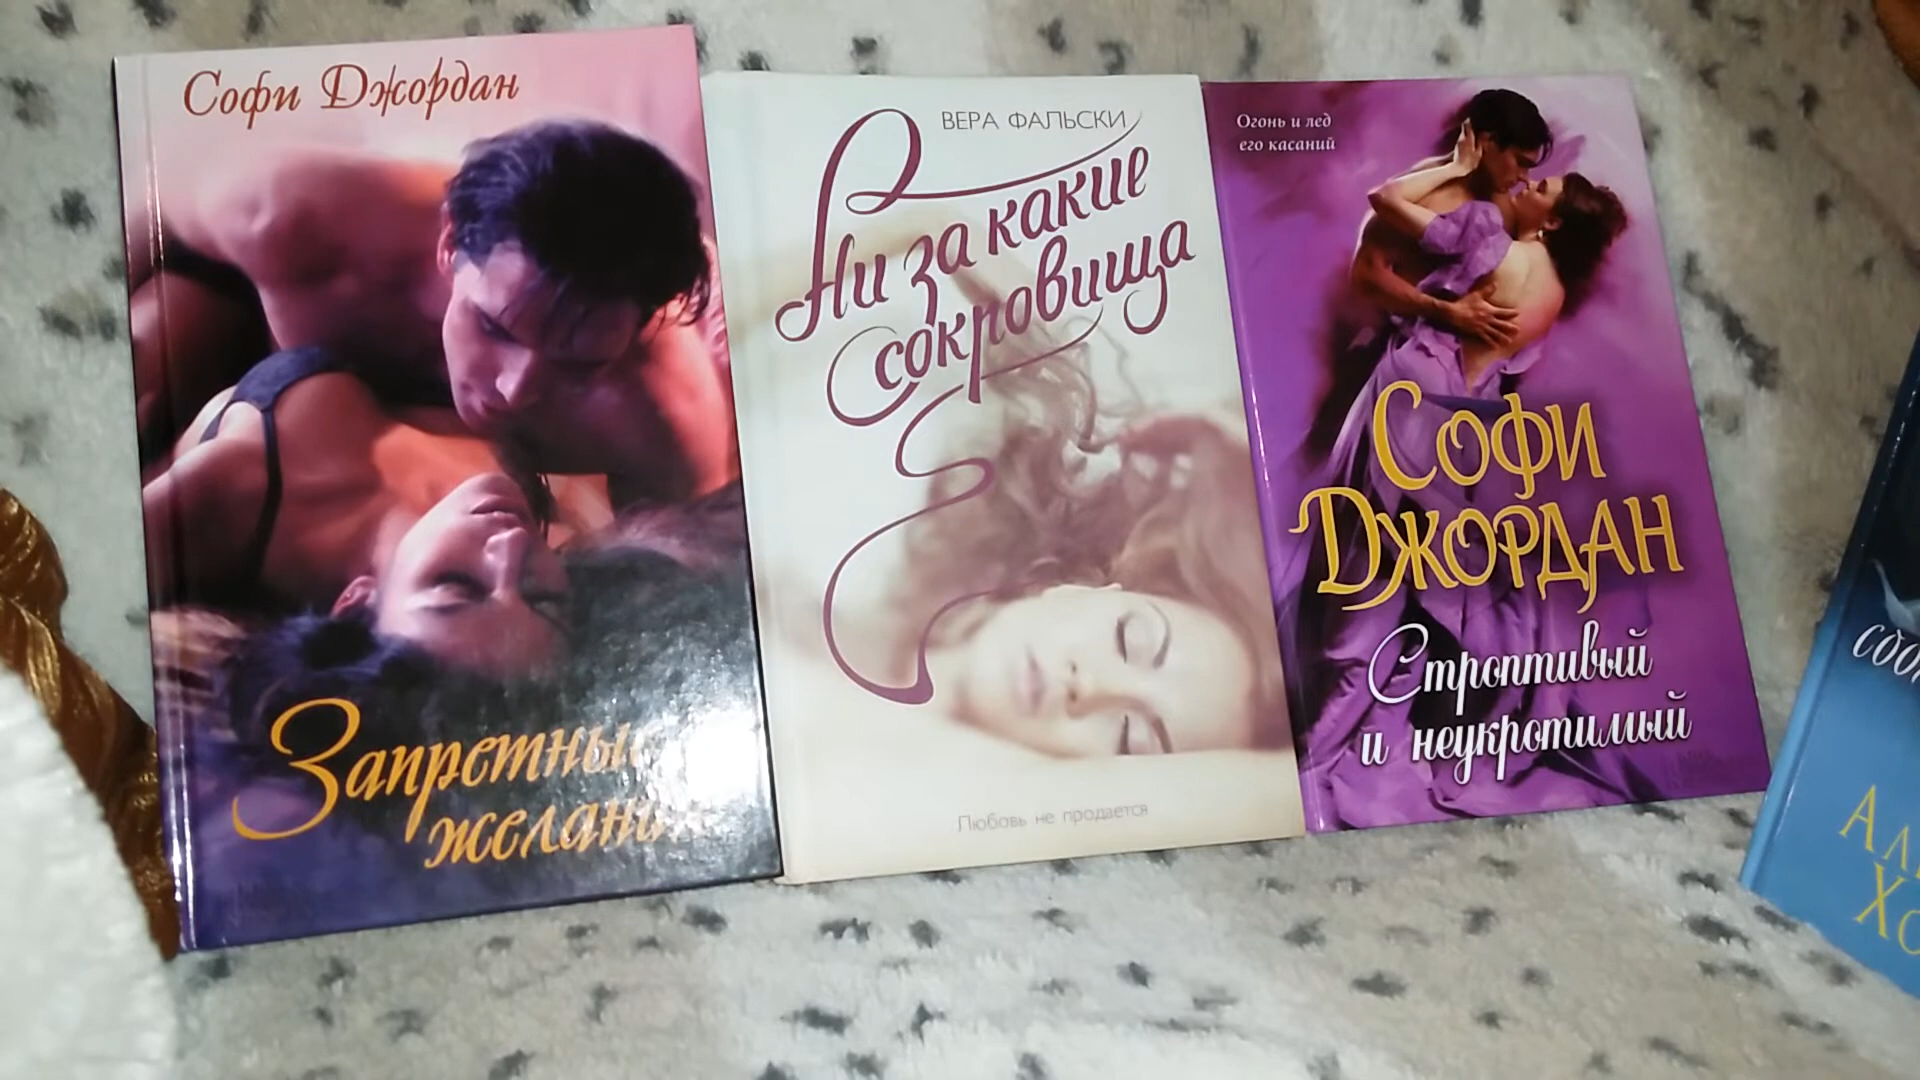 Софи Джордан
Запретные
желания
ВЕРА ФАЛЬСКИ
Ни за какие
сокровища
Любовь не продается
Огонь и лед
его касаний
Софи
Джордан
Строптивый
и неукротимый